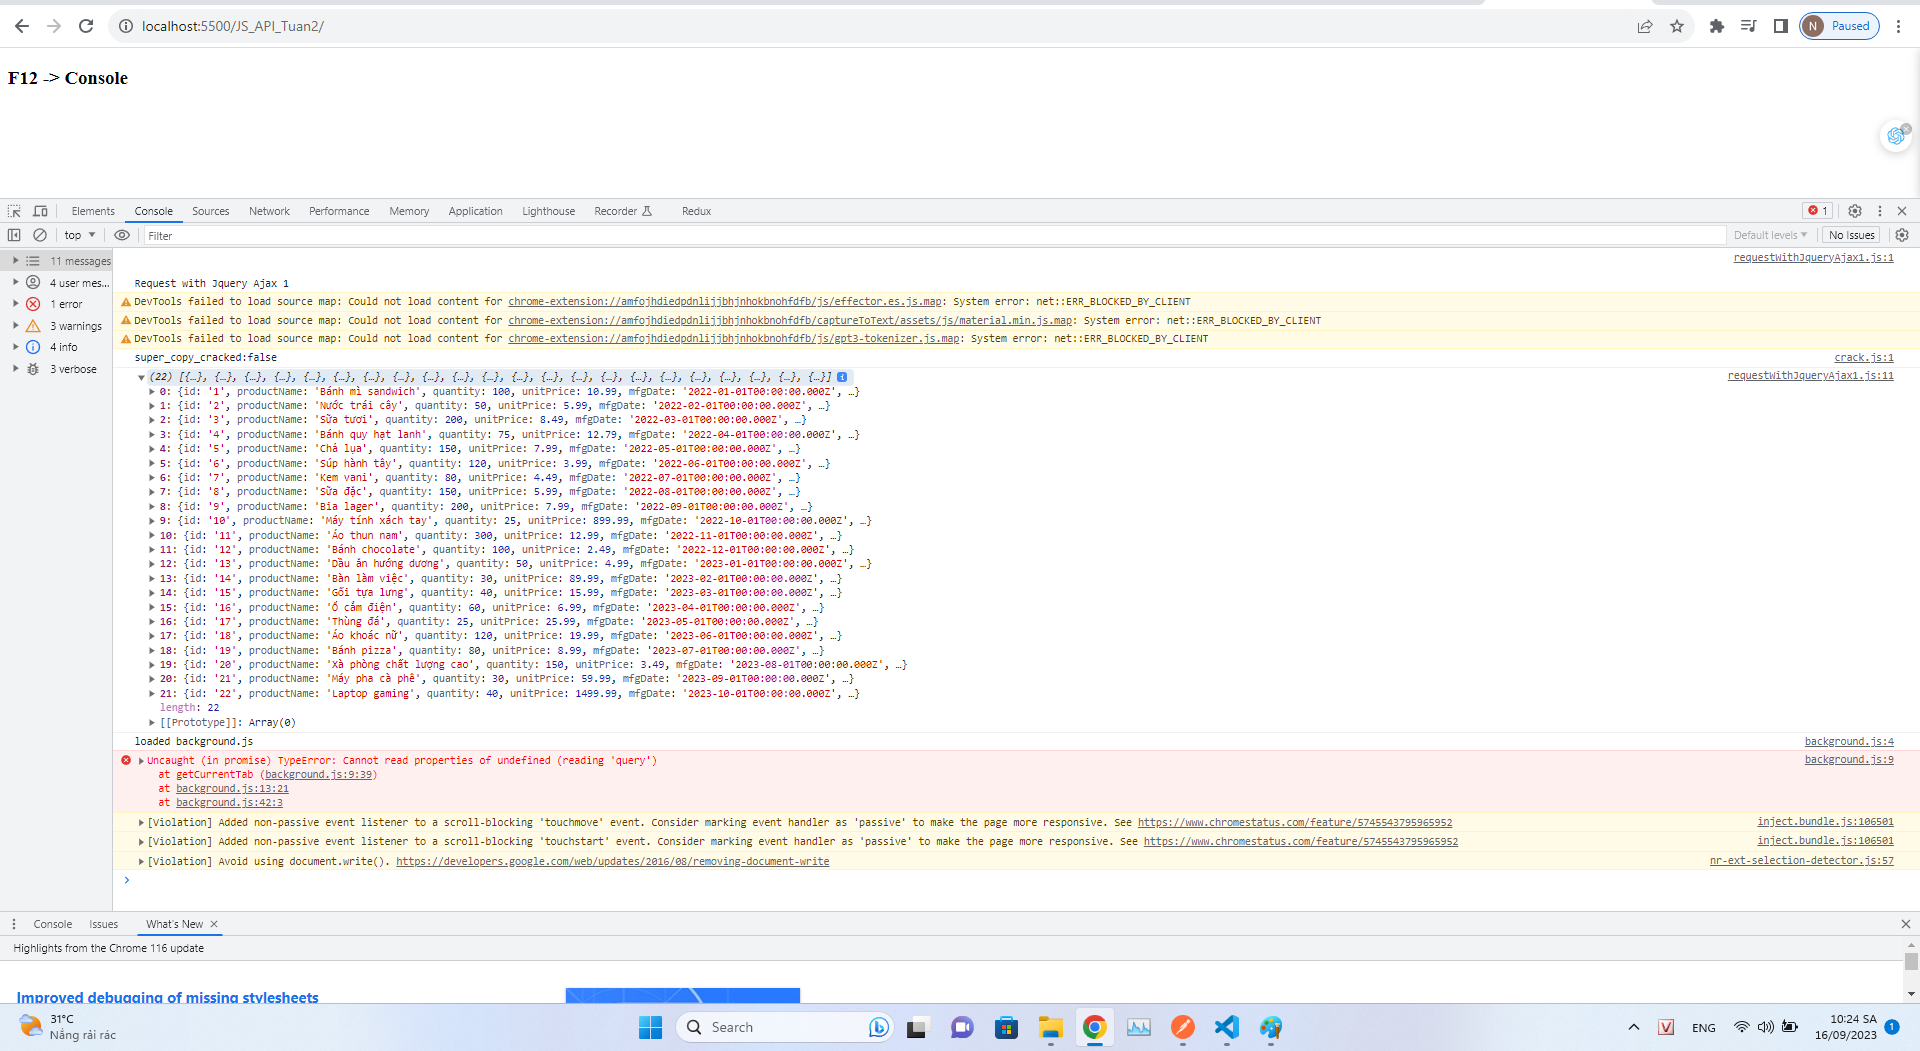 localhost:5500/JS_API_Tuan2/
N Paused
F12 -> Console
Elements Console Sources Network Performance Memory Application Lighthouse Recorder Redux 1
top Filter Default levels No Issues
11 messages
4 user mes...
1 error
3 warnings
4 info
3 verbose
requestWithJqueryAjax1.js:1
Request with Jquery Ajax 1
DevTools failed to load source map: Could not load content for chrome-extension://amfojhdiedpdnlijjbhjnhokbnohfdfb/js/effector.es.js.map: System error: net::ERR_BLOCKED_BY_CLIENT
DevTools failed to load source map: Could not load content for chrome-extension://amfojhdiedpdnlijjbhjnhokbnohfdfb/captureToText/assets/js/material.min.js.map: System error: net::ERR_BLOCKED_BY_CLIENT
DevTools failed to load source map: Could not load content for chrome-extension://amfojhdiedpdnlijjbhjnhokbnohfdfb/js/gpt3-tokenizer.js.map: System error: net::ERR_BLOCKED_BY_CLIENT
super_copy_cracked:false crack.js:1
(22) [{…}, {…}, {…}, {…}, {…}, {…}, {…}, {…}, {…}, {…}, {…}, {…}, {…}, {…}, {…}, {…}, {…}, {…}, {…}, {…}, {…}, {…}] i requestWithJqueryAjax1.js:11
0: {id: '1', productName: 'Bánh mì sandwich', quantity: 100, unitPrice: 10.99, mfgDate: '2022-01-01T00:00:00.000Z', …}
1: {id: '2', productName: 'Nước trái cây', quantity: 50, unitPrice: 5.99, mfgDate: '2022-02-01T00:00:00.000Z', …}
2: {id: '3', productName: 'Sữa tươi', quantity: 200, unitPrice: 8.49, mfgDate: '2022-03-01T00:00:00.000Z', …}
3: {id: '4', productName: 'Bánh quy hạt lanh', quantity: 75, unitPrice: 12.79, mfgDate: '2022-04-01T00:00:00.000Z', …}
4: {id: '5', productName: 'Chả lụa', quantity: 150, unitPrice: 7.99, mfgDate: '2022-05-01T00:00:00.000Z', …}
5: {id: '6', productName: 'Súp hành tây', quantity: 120, unitPrice: 3.99, mfgDate: '2022-06-01T00:00:00.000Z', …}
6: {id: '7', productName: 'Kem vani', quantity: 80, unitPrice: 4.49, mfgDate: '2022-07-01T00:00:00.000Z', …}
7: {id: '8', productName: 'Sữa đặc', quantity: 150, unitPrice: 5.99, mfgDate: '2022-08-01T00:00:00.000Z', …}
8: {id: '9', productName: 'Bia lager', quantity: 200, unitPrice: 7.99, mfgDate: '2022-09-01T00:00:00.000Z', …}
9: {id: '10', productName: 'Máy tính xách tay', quantity: 25, unitPrice: 899.99, mfgDate: '2022-10-01T00:00:00.000Z', …}
10: {id: '11', productName: 'Áo thun nam', quantity: 300, unitPrice: 12.99, mfgDate: '2022-11-01T00:00:00.000Z', …}
11: {id: '12', productName: 'Bánh chocolate', quantity: 100, unitPrice: 2.49, mfgDate: '2022-12-01T00:00:00.000Z', …}
12: {id: '13', productName: 'Dầu ăn hướng dương', quantity: 50, unitPrice: 4.99, mfgDate: '2023-01-01T00:00:00.000Z', …}
13: {id: '14', productName: 'Bàn làm việc', quantity: 30, unitPrice: 89.99, mfgDate: '2023-02-01T00:00:00.000Z', …}
14: {id: '15', productName: 'Gối tựa lưng', quantity: 40, unitPrice: 15.99, mfgDate: '2023-03-01T00:00:00.000Z', …}
15: {id: '16', productName: 'Ổ cắm điện', quantity: 60, unitPrice: 6.99, mfgDate: '2023-04-01T00:00:00.000Z', …}
16: {id: '17', productName: 'Thùng đá', quantity: 25, unitPrice: 25.99, mfgDate: '2023-05-01T00:00:00.000Z', …}
17: {id: '18', productName: 'Áo khoác nữ', quantity: 120, unitPrice: 19.99, mfgDate: '2023-06-01T00:00:00.000Z', …}
18: {id: '19', productName: 'Bánh pizza', quantity: 80, unitPrice: 8.99, mfgDate: '2023-07-01T00:00:00.000Z', …}
19: {id: '20', productName: 'Xà phòng chất lượng cao', quantity: 150, unitPrice: 3.49, mfgDate: '2023-08-01T00:00:00.000Z', …}
20: {id: '21', productName: 'Máy pha cà phê', quantity: 30, unitPrice: 59.99, mfgDate: '2023-09-01T00:00:00.000Z', …}
21: {id: '22', productName: 'Laptop gaming', quantity: 40, unitPrice: 1499.99, mfgDate: '2023-10-01T00:00:00.000Z', …}
length: 22
[[Prototype]]: Array(0)
loaded background.js background.js:4
Uncaught (in promise) TypeError: Cannot read properties of undefined (reading 'query') background.js:9
at getCurrentTab (background.js:9:39)
at background.js:13:21
at background.js:42:3
[Violation] Added non-passive event listener to a scroll-blocking 'touchmove' event. Consider marking event handler as 'passive' to make the page more responsive. See https://www.chromestatus.com/feature/5745543795965952 inject.bundle.js:106501
[Violation] Added non-passive event listener to a scroll-blocking 'touchstart' event. Consider marking event handler as 'passive' to make the page more responsive. See https://www.chromestatus.com/feature/5745543795965952 inject.bundle.js:106501
[Violation] Avoid using document.write(). https://developers.google.com/web/updates/2016/08/removing-document-write nr-ext-selection-detector.js:57
Console Issues What's New
Highlights from the Chrome 116 update
Improved debugging of missing stylesheets
31°C
Nắng rải rác
Search
ENG
10:24 SA
16/09/2023
1